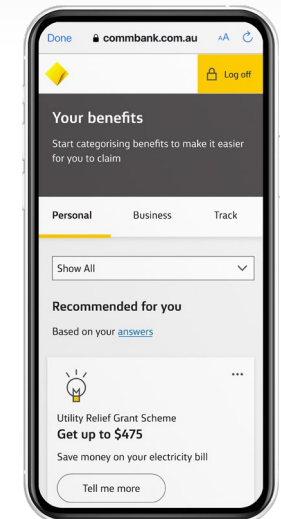 Done commbank.com.au AA
Log off
Your benefits
Start categorising benefits to make it easier
for you to claim
Personal Business Track
Show All
Recommended for you
Based on your answers
Utility Relief Grant Scheme
Get up to $475
Save money on your electricity bill
Tell me more